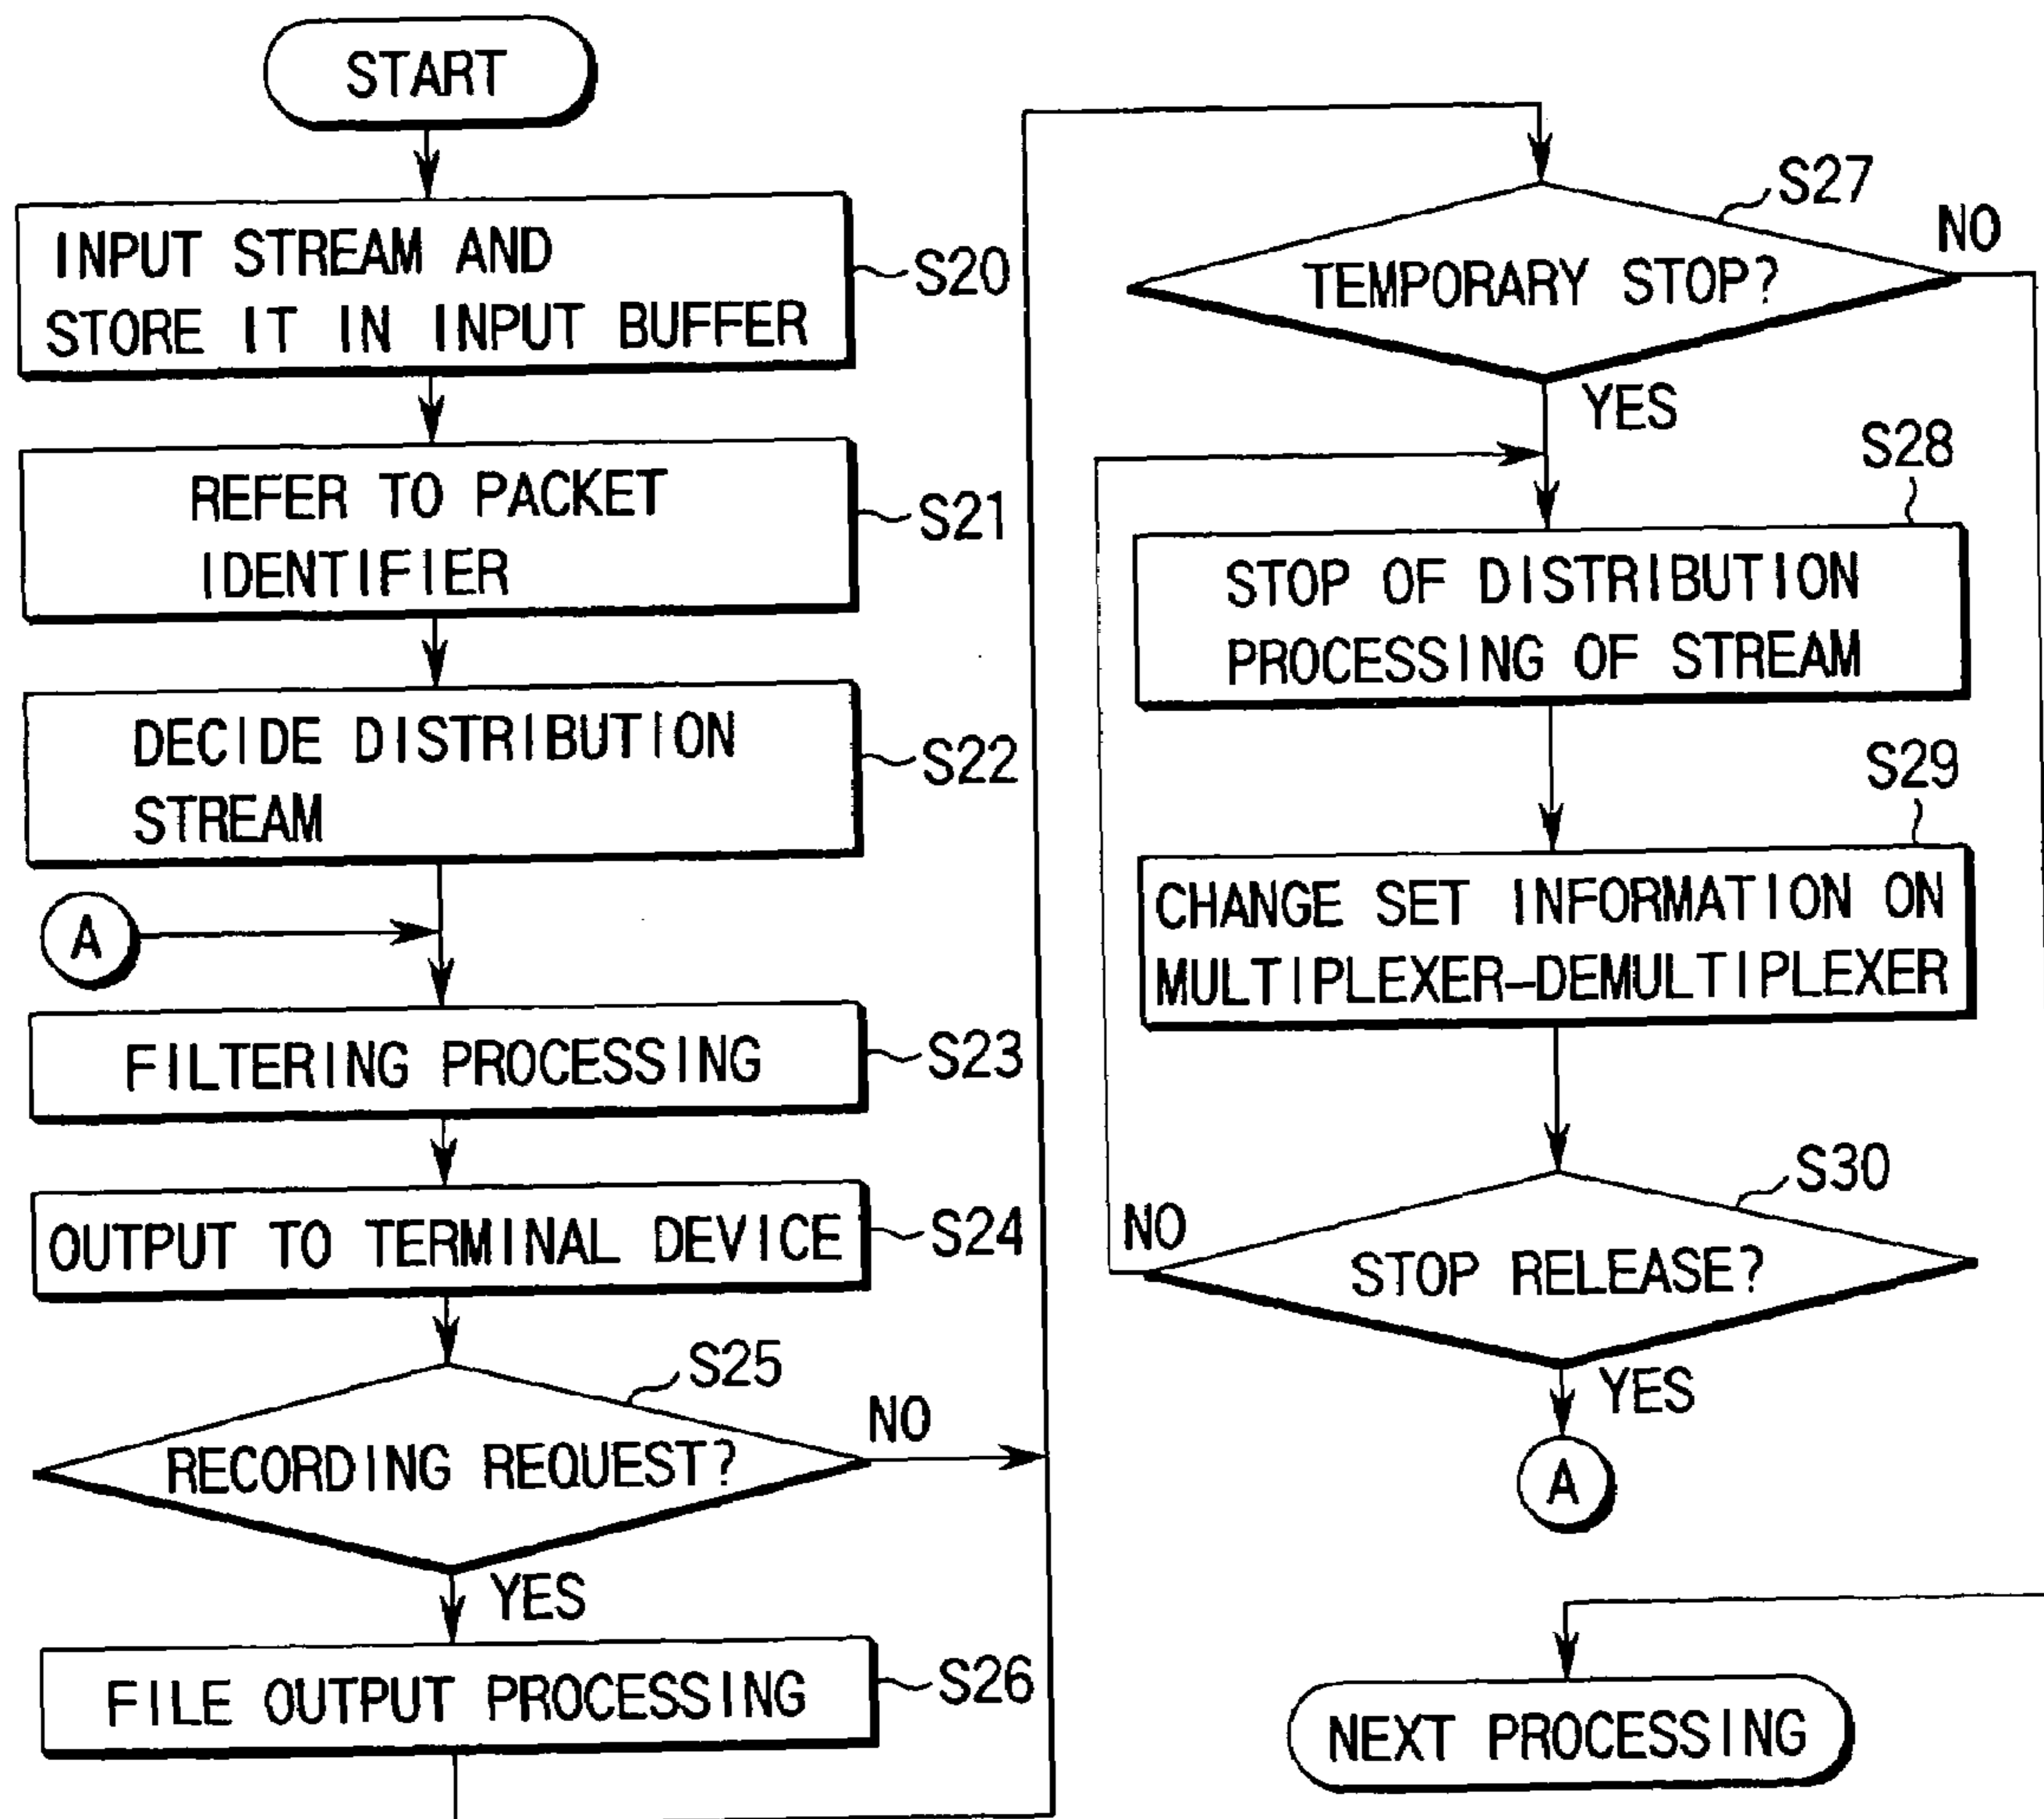 START
INPUT STREAM AND
STORE IT IN INPUT BUFFER
S20
REFER TO PACKET
IDENTIFIER
S21
DECIDE DISTRIBUTION
STREAM
S22
A
FILTERING PROCESSING
S23
OUTPUT TO TERMINAL DEVICE
S24
S25
RECORDING REQUEST?
NO
YES
FILE OUTPUT PROCESSING
S26
S27
TEMPORARY STOP?
NO
YES
S28
STOP OF DISTRIBUTION
PROCESSING OF STREAM
S29
CHANGE SET INFORMATION ON
MULTIPLEXER-DEMULTIPLEXER
S30
NO
STOP RELEASE?
YES
A
NEXT PROCESSING